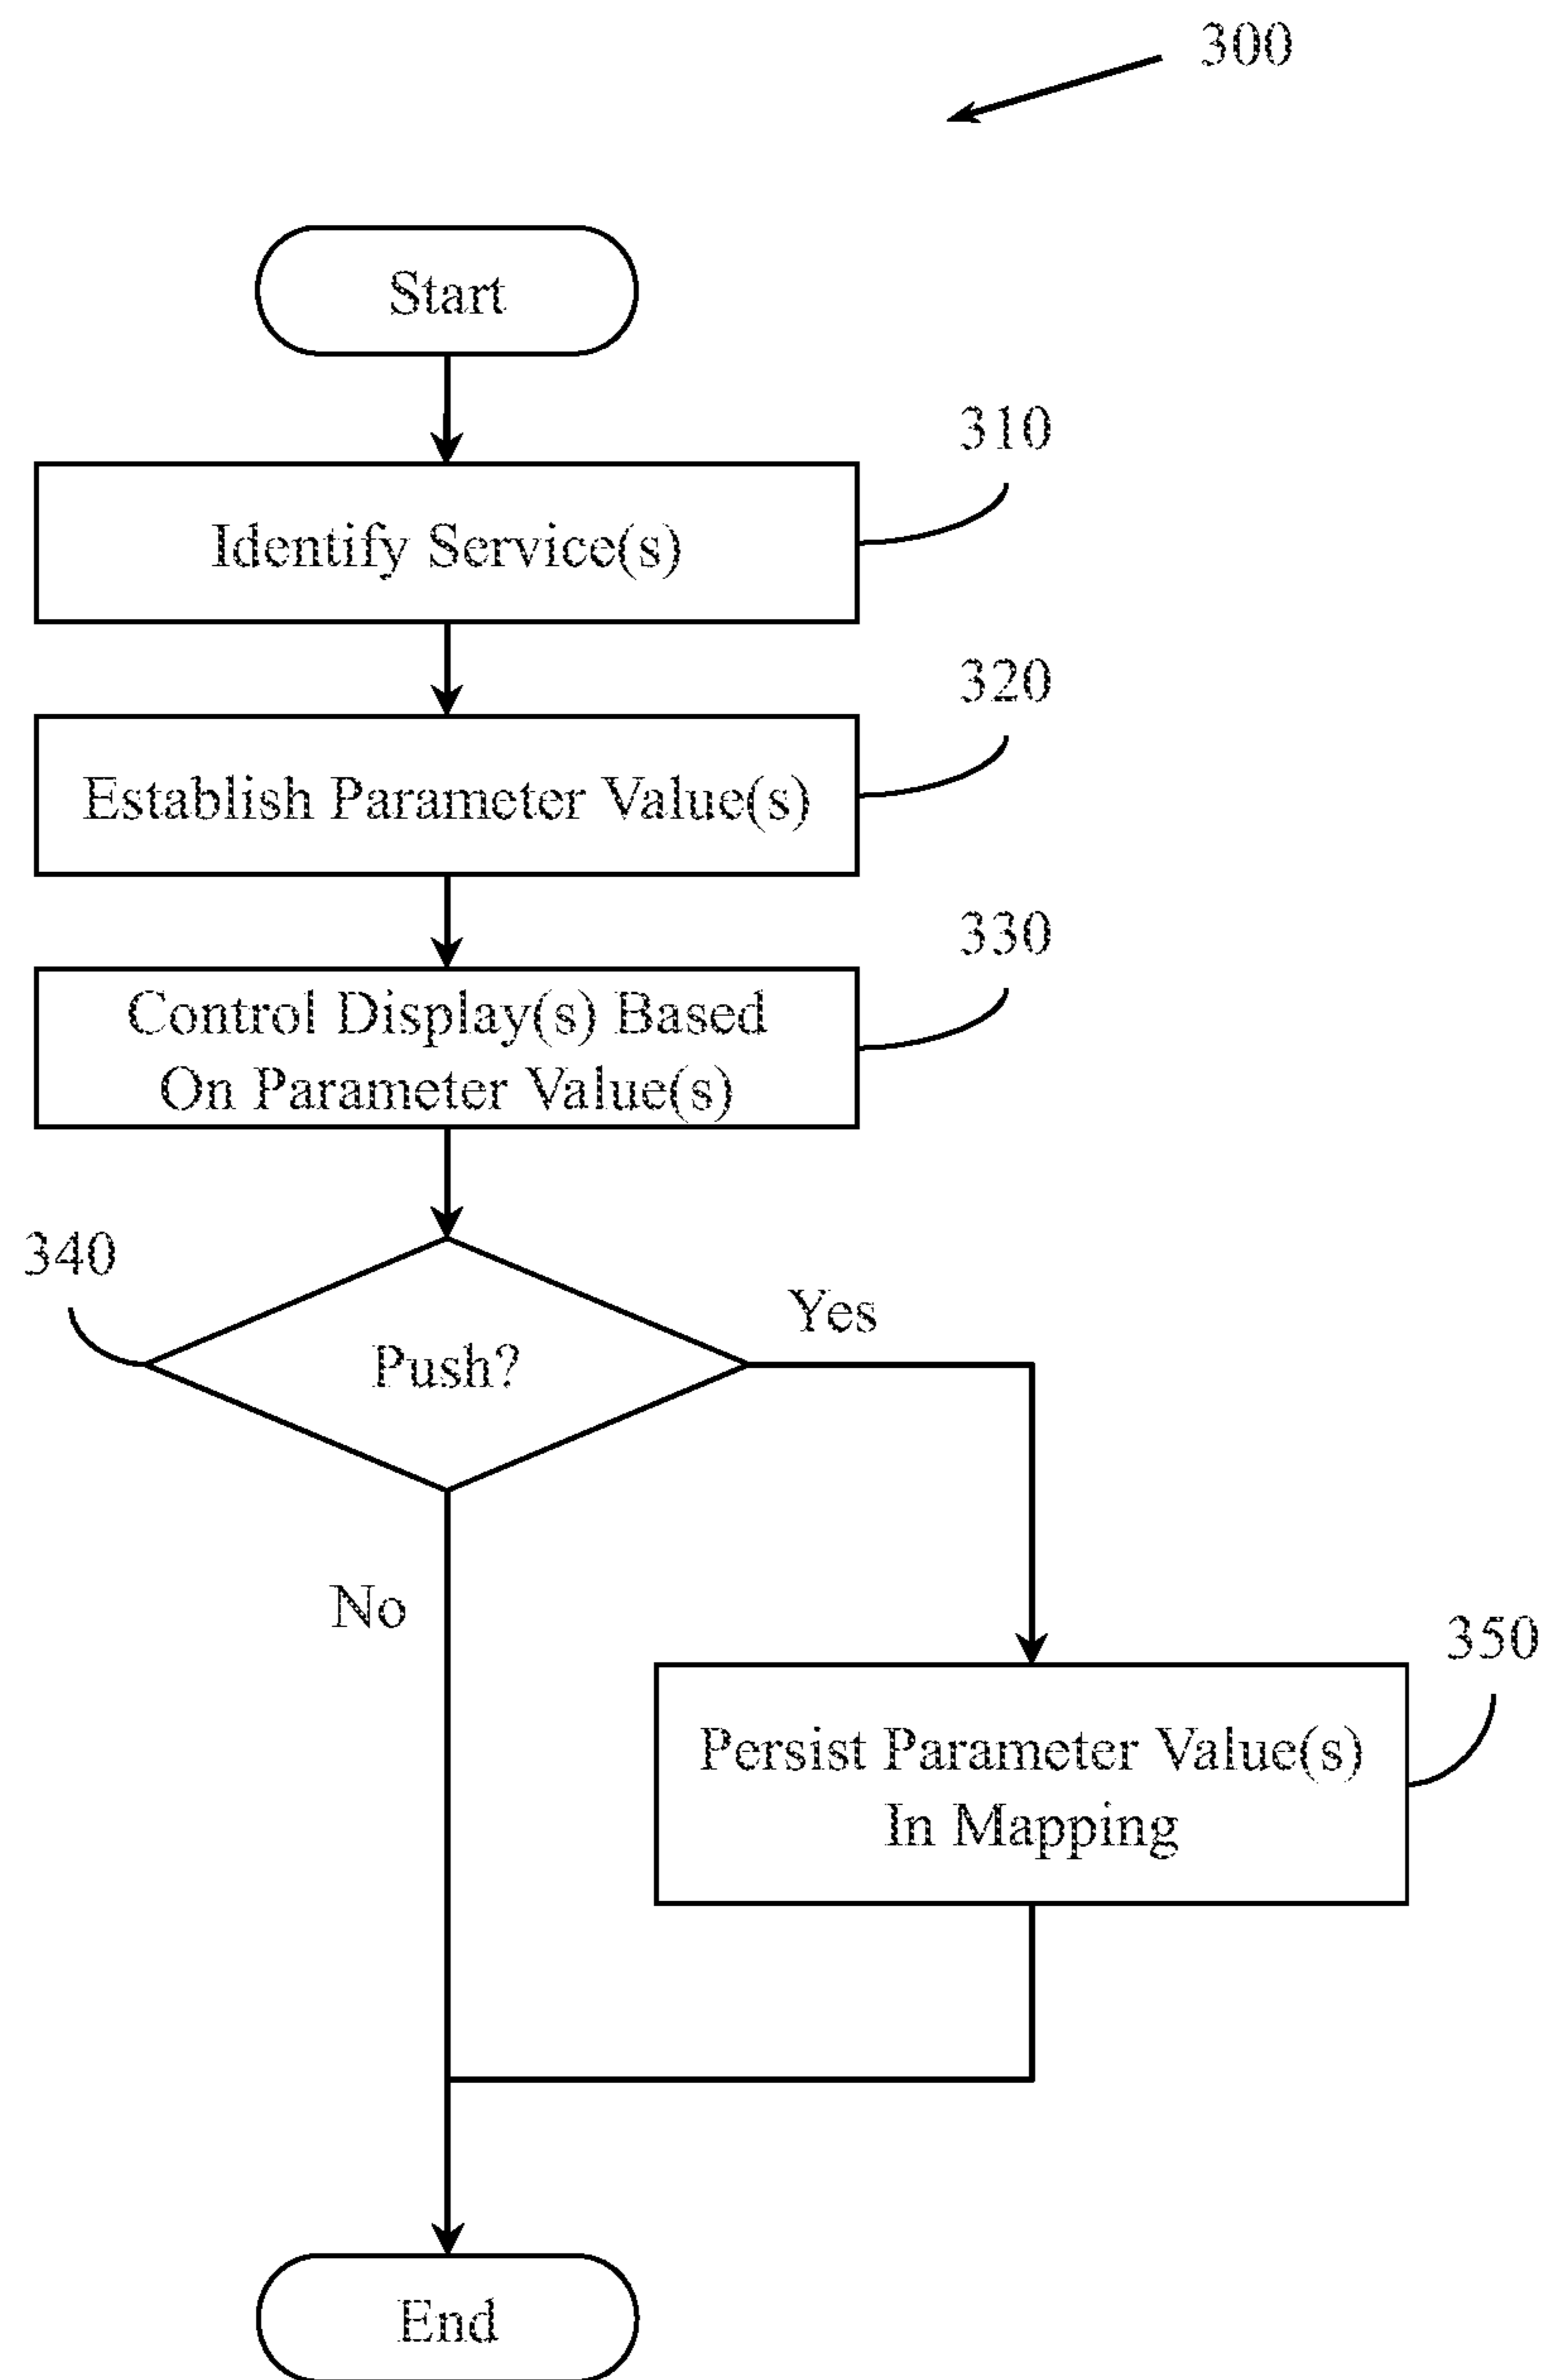 300
Start
310
Identify Service(s)
320
Establish Parameter Value(s)
330
Control Display(s) Based
On Parameter Value(s)
340
Yes
Push?
No
350
Persist Parameter Value(s)
In Mapping
End